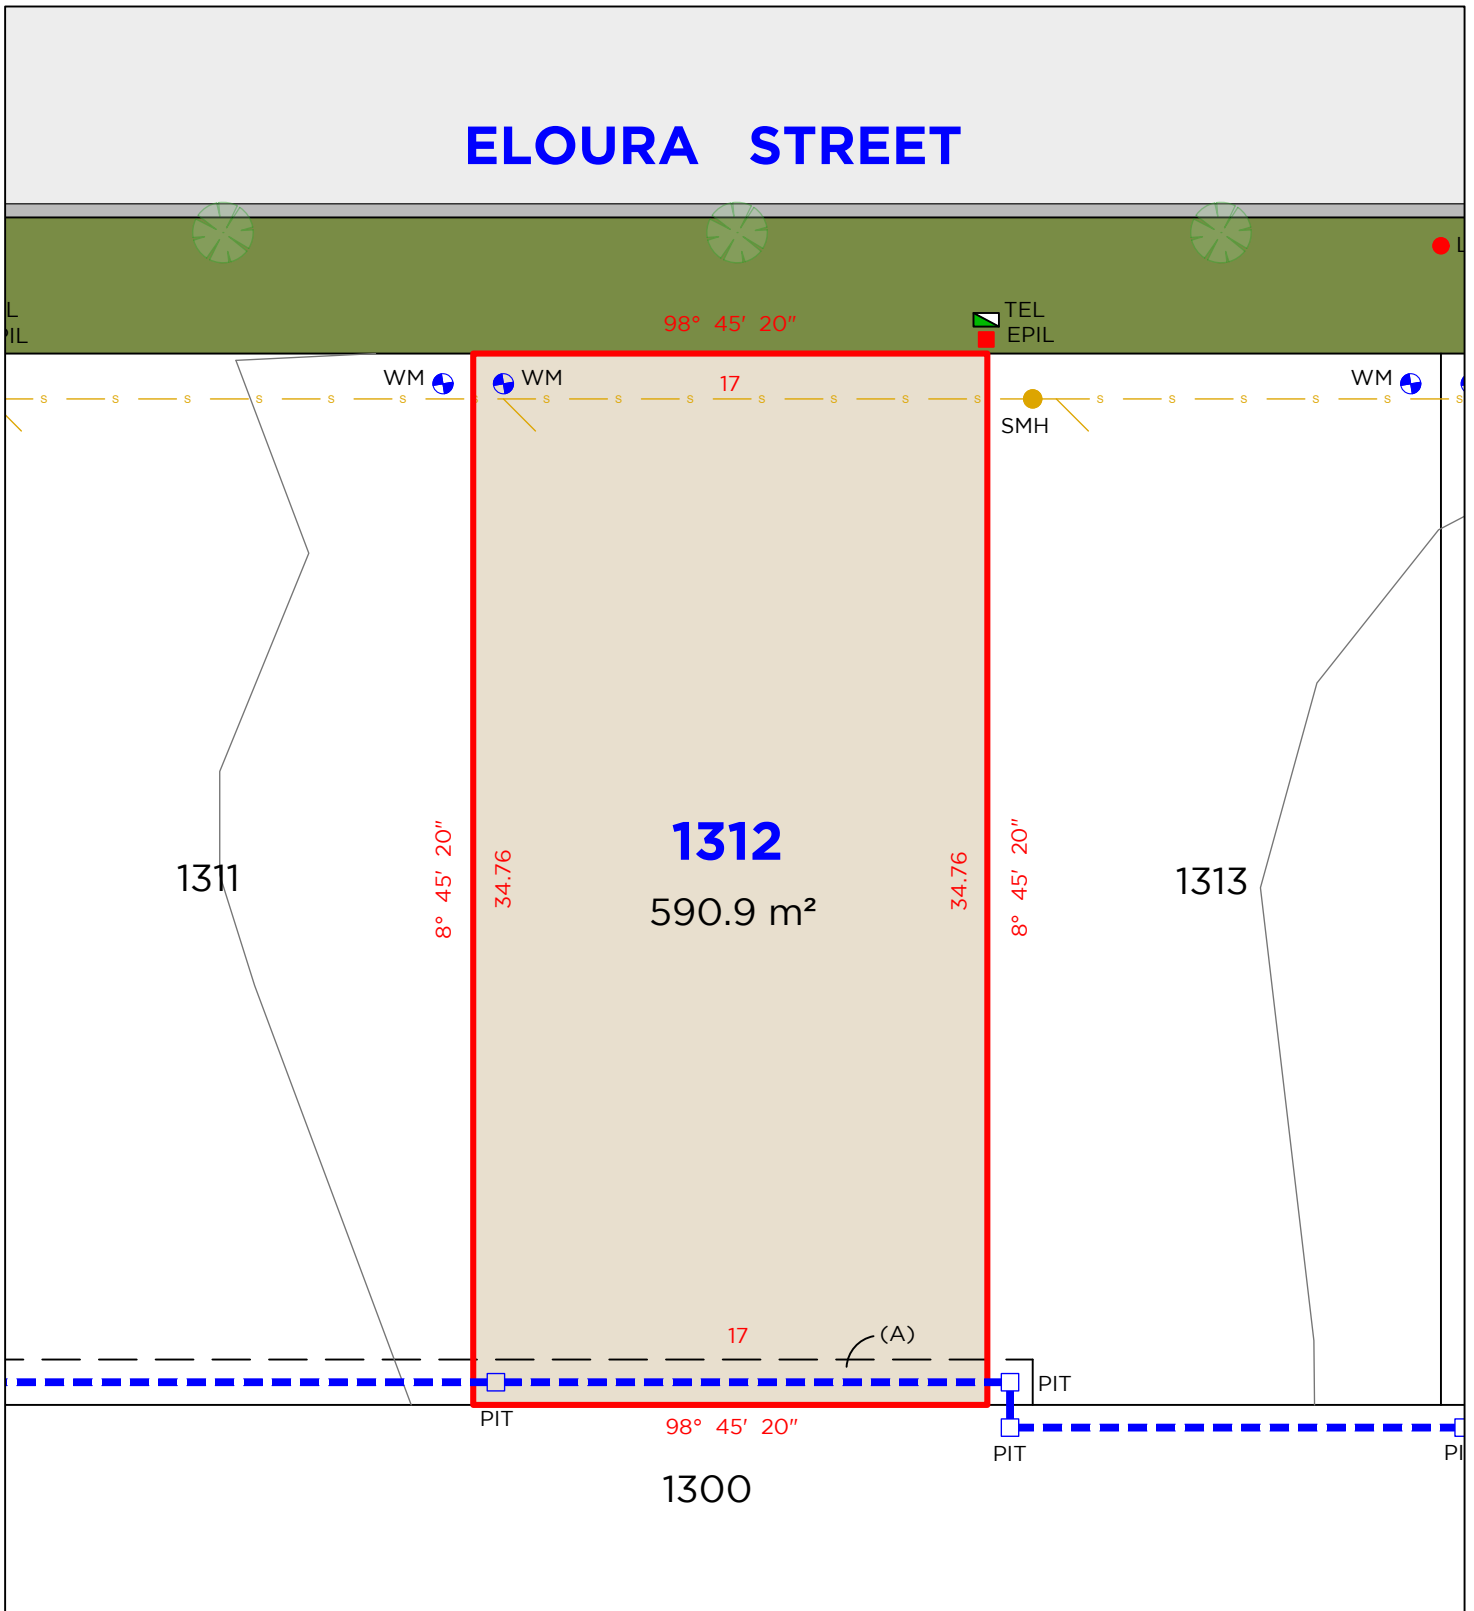 ELOURA STREET
L
98° 45' 20"
TEL
EPIL
WM
WM
17
WM
SMH
1312
590.9 m²
1311
8° 45' 20"
34.76
34.76
8° 45' 20"
1313
17
(A)
PIT
PIT
98° 45' 20"
PIT
1300
s s s s s s s s s s s s s s s s s s s